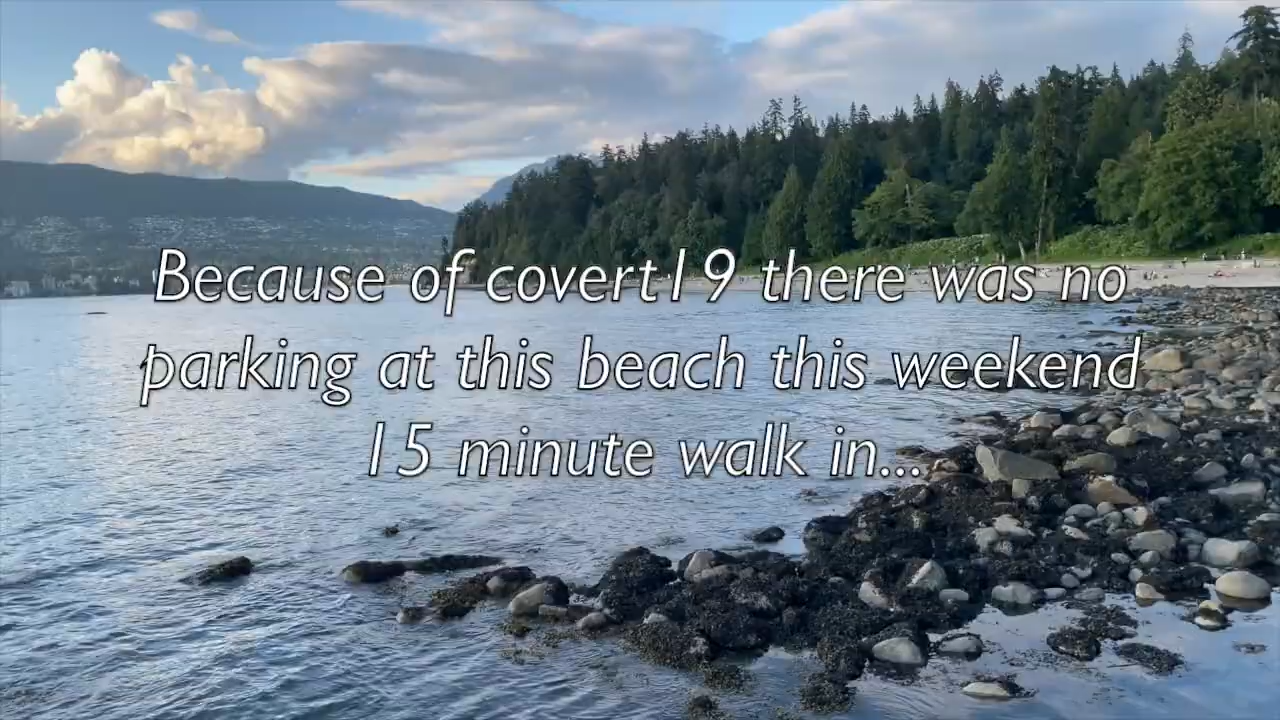 Because of covert19 there was no
parking at this beach this weekend
15 minute walk in...